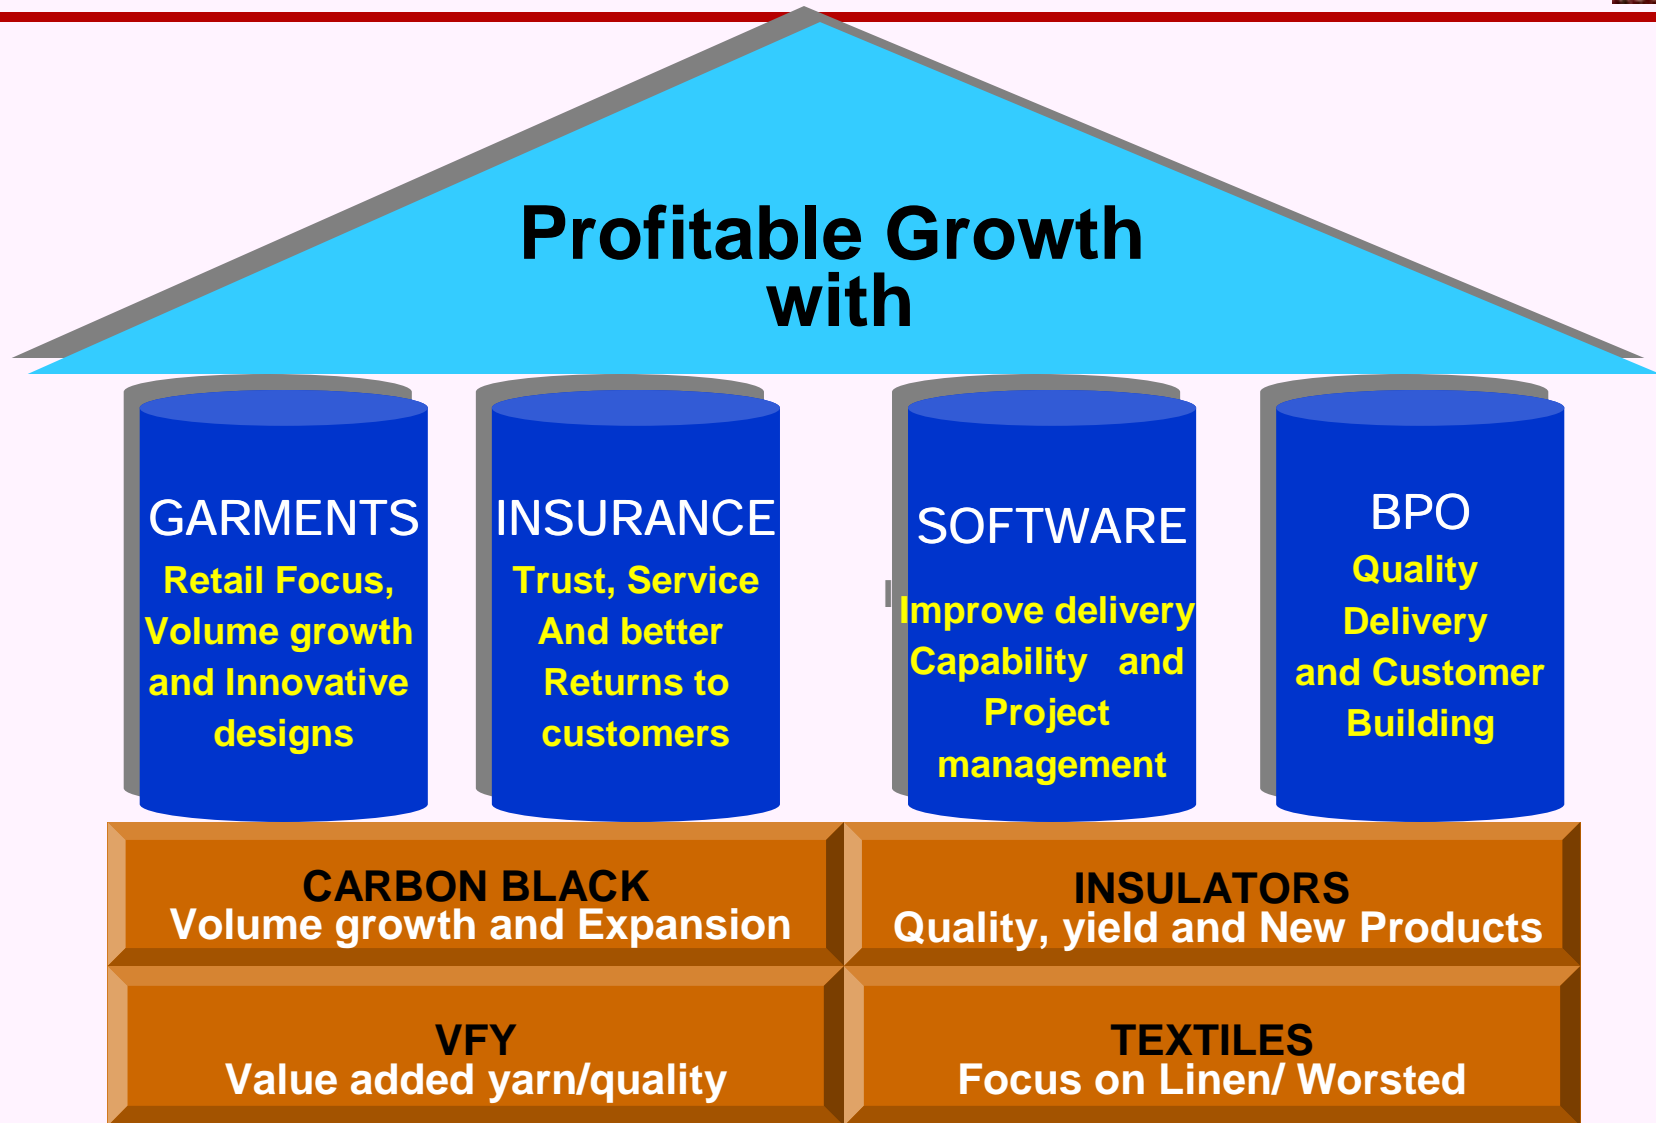 Profitable Growth
with
GARMENTS
Retail Focus,
Volume growth
and Innovative
designs
INSURANCE
Trust, Service
And better
Returns to
customers
SOFTWARE
Improve delivery
Capability and
Project
management
BPO
Quality
Delivery
and Customer
Building
CARBON BLACK
Volume growth and Expansion
INSULATORS
Quality, yield and New Products
VFY
Value added yarn/quality
TEXTILES
Focus on Linen/ Worsted